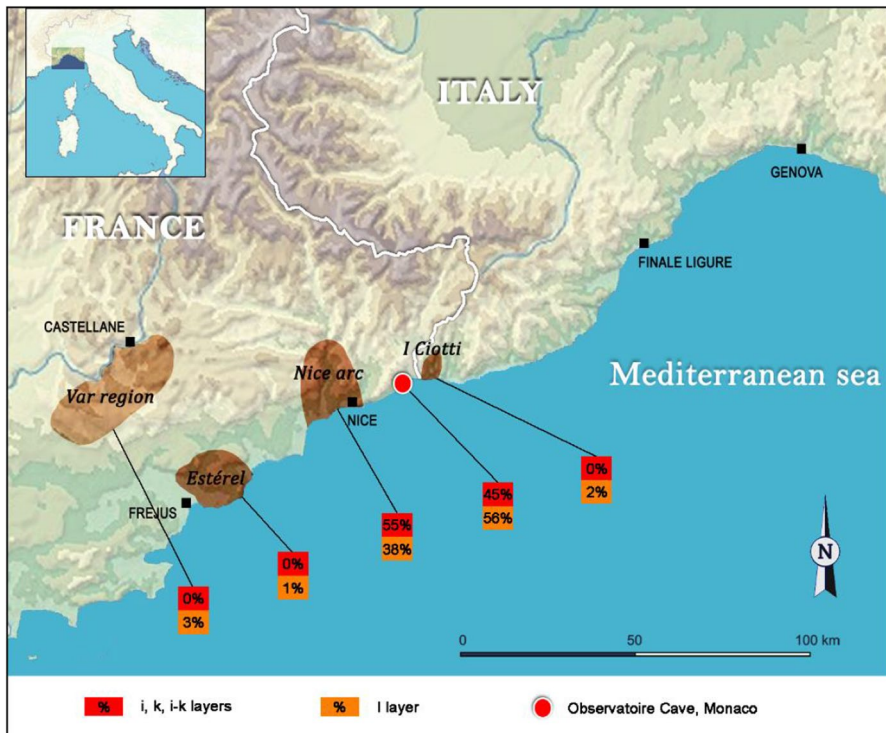 ITALY
GENOVA
FRANCE
FINALE LIGURE
CASTELLANE
I Ciotti
Nice arc
Var region
Mediterranean sea
NICE
Estérel
FREJUS
0%
2%
45%
56%
55%
38%
0%
1%
0%
3%
N
0 50 100 km
% i, k, i-k layers % l layer Observatoire Cave, Monaco